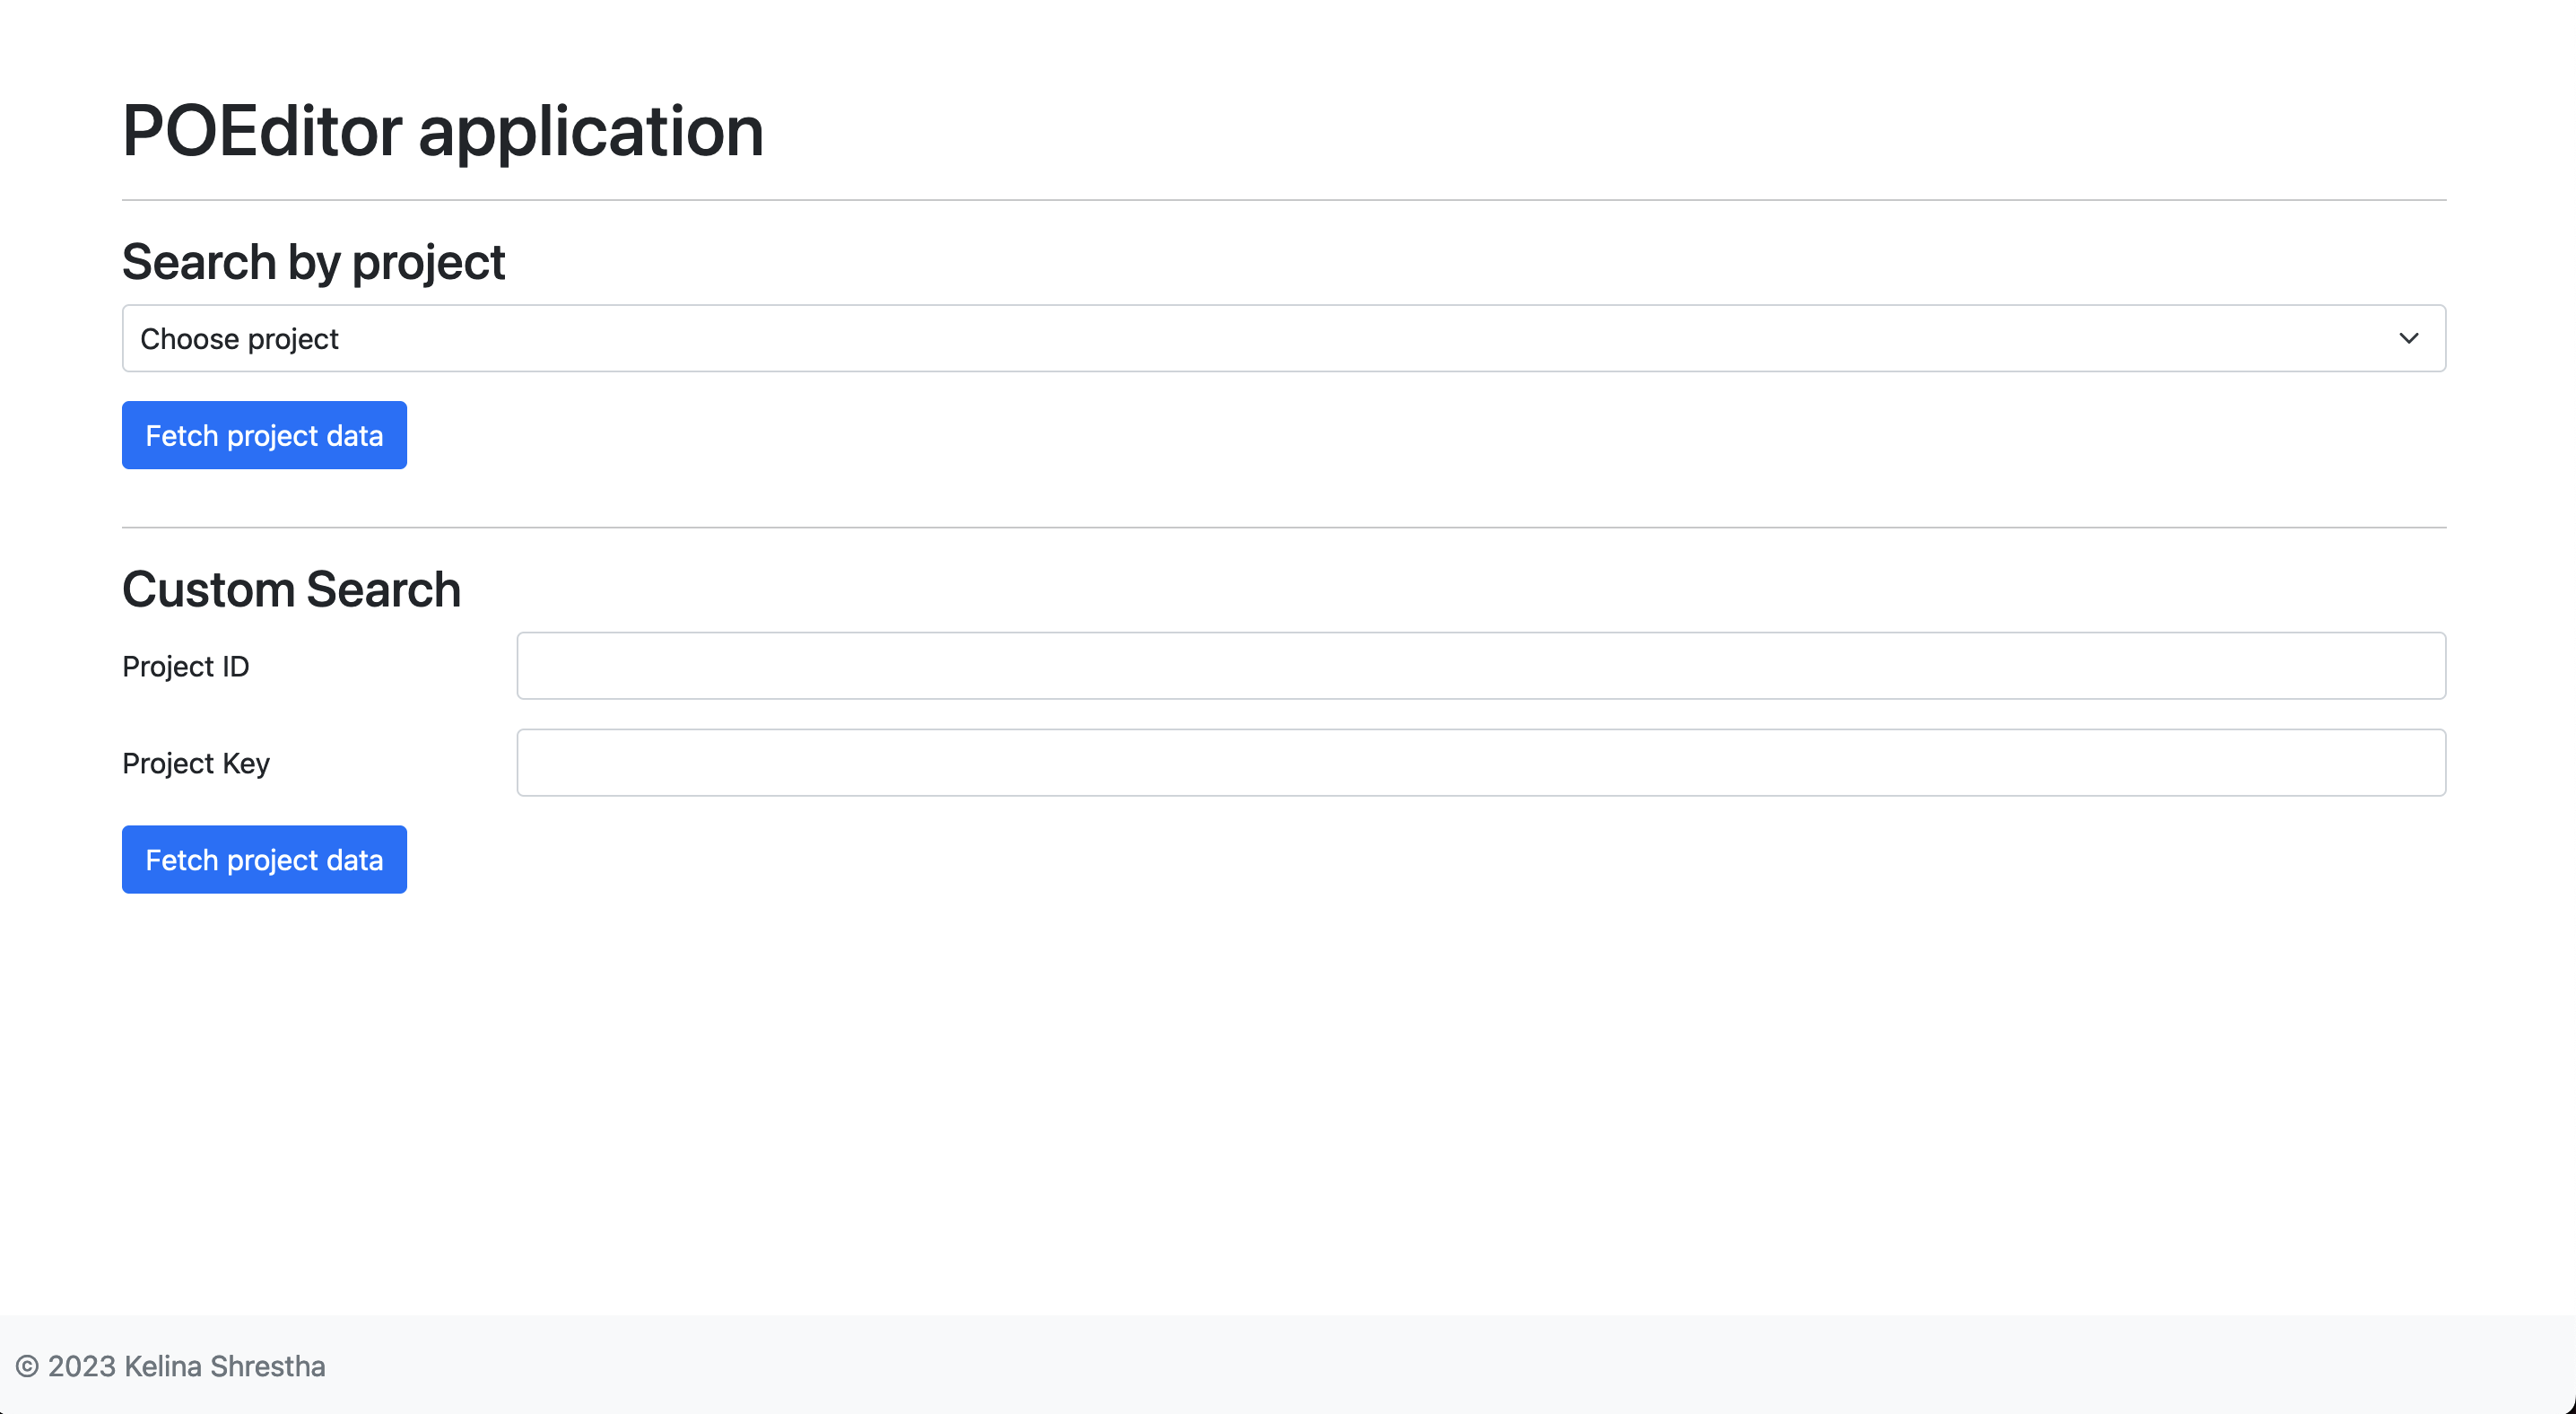 POEditor application
Search by project
Choose project
Fetch project data
Custom Search
Project ID
Project Key
Fetch project data
© 2023 Kelina Shrestha